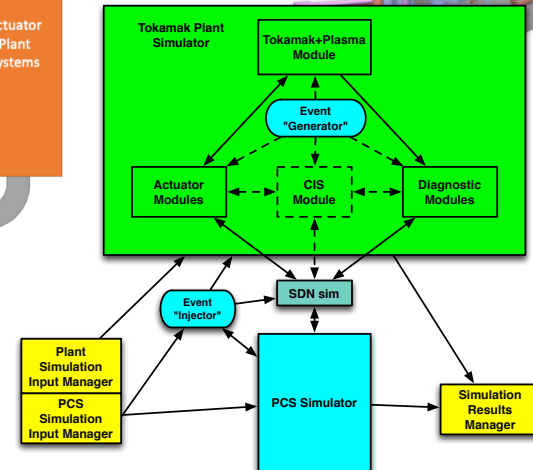 Plant
ystems
Tokamak Plant
Simulator
Tokamak+Plasma
Module
Event
"Generator"
Actuator
Modules
CIS
Module
Diagnostic
Modules
SDN sim
Event
"Injector"
Plant
Simulation
Input Manager
PCS
Simulation
Input Manager
PCS Simulator
Simulation
Results
Manager